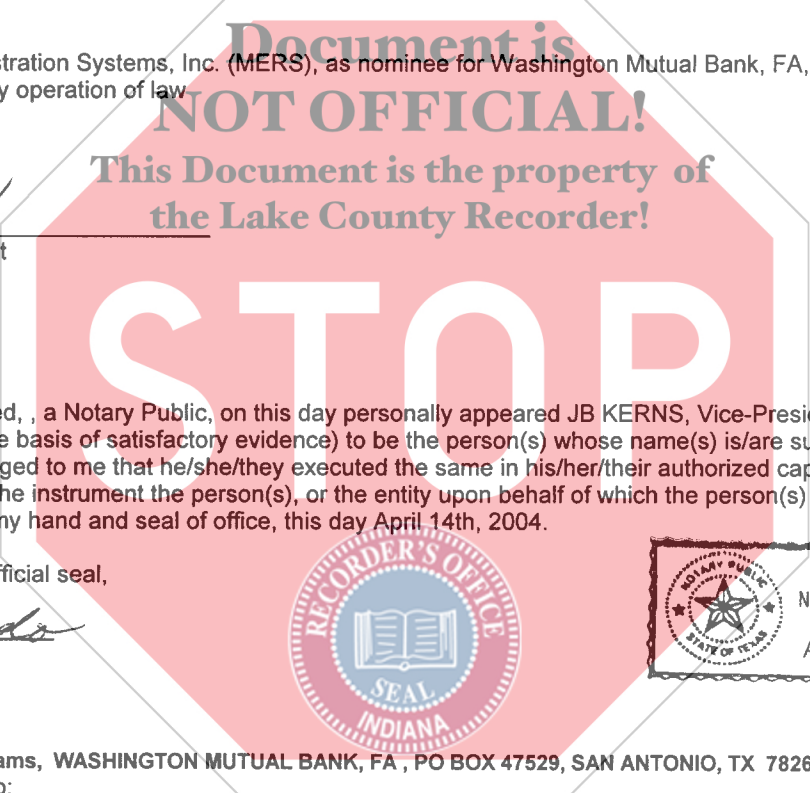 Document is
stration Systems, Inc. (MERS), as nominee for Washington Mutual Bank, FA,
y operation of law
NOT OFFICIAL!
This Document is the property of
the Lake County Recorder!
t
STOP
ed, , a Notary Public, on this day personally appeared JB KERNS, Vice-Presi
e basis of satisfactory evidence) to be the person(s) whose name(s) is/are su
ged to me that he/she/they executed the same in his/her/their authorized cap
he instrument the person(s), or the entity upon behalf of which the person(s)
ny hand and seal of office, this day April 14th, 2004.
fficial seal,
RECORDER'S OFFICE
SEAL
INDIANA
NOTARY PUBLIC
STATE OF TEXAS
N
A
do
ams, WASHINGTON MUTUAL BANK, FA , PO BOX 47529, SAN ANTONIO, TX 7826
o: